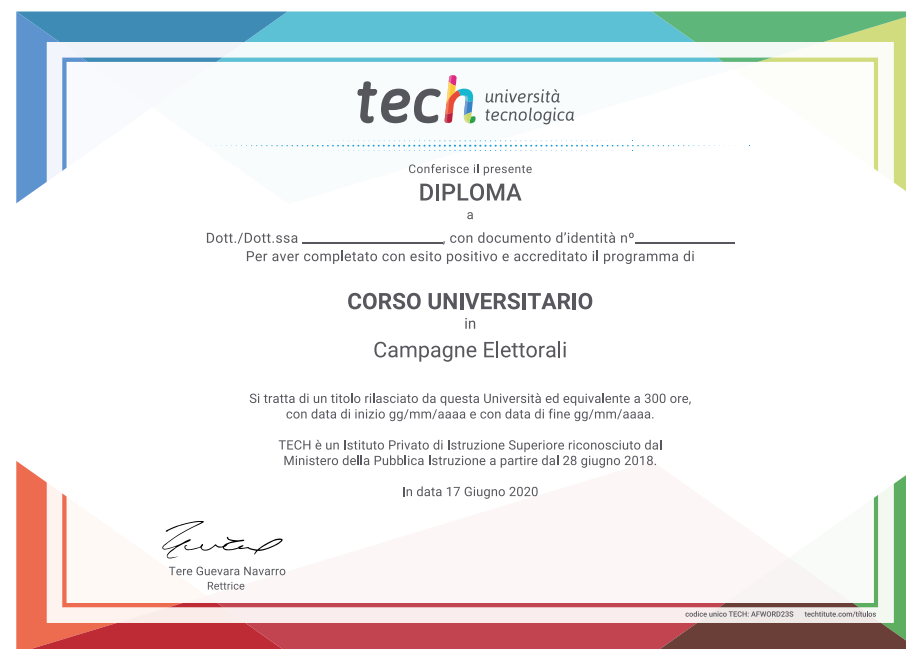 tech università
tecnologica
Conferisce il presente
DIPLOMA
a
Dott./Dott.ssa ____________________, con documento d'identità nº______________
Per aver completato con esito positivo e accreditato il programma di
CORSO UNIVERSITARIO
in
Campagne Elettorali
Si tratta di un titolo rilasciato da questa Università ed equivalente a 300 ore,
con data di inizio gg/mm/aaaa e con data di fine gg/mm/aaaa.
TECH è un Istituto Privato di Istruzione Superiore riconosciuto dal
Ministero della Pubblica Istruzione a partire dal 28 giugno 2018.
In data 17 Giugno 2020
Tere Guevara Navarro
Rettrice
codice unico TECH: AFWORD23S techtitute.com/titulos